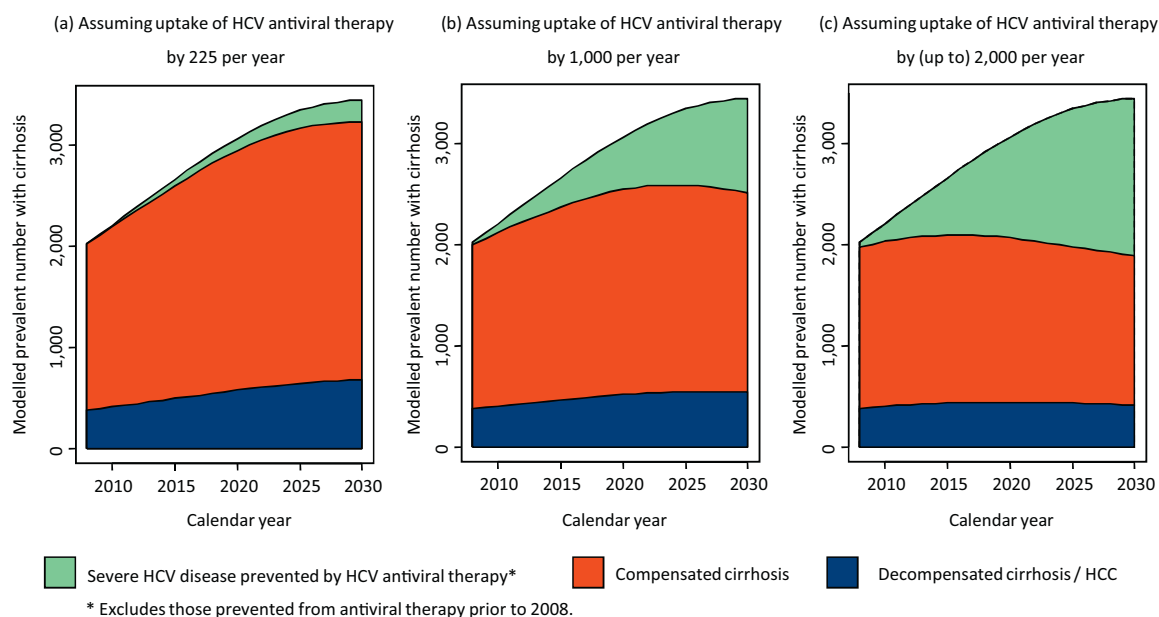 (a) Assuming uptake of HCV antiviral therapy
by 225 per year
(b) Assuming uptake of HCV antiviral therapy
by 1,000 per year
(c) Assuming uptake of HCV antiviral therapy
by (up to) 2,000 per year
Modelled prevalent number with cirrhosis
3,000
2,000
1,000
0
2010 2015 2020 2025 2030
Calendar year
Modelled prevalent number with cirrhosis
3,000
2,000
1,000
0
2010 2015 2020 2025 2030
Calendar year
Modelled prevalent number with cirrhosis
3,000
2,000
1,000
0
2010 2015 2020 2025 2030
Calendar year
Severe HCV disease prevented by HCV antiviral therapy*
Compensated cirrhosis
Decompensated cirrhosis / HCC
* Excludes those prevented from antiviral therapy prior to 2008.